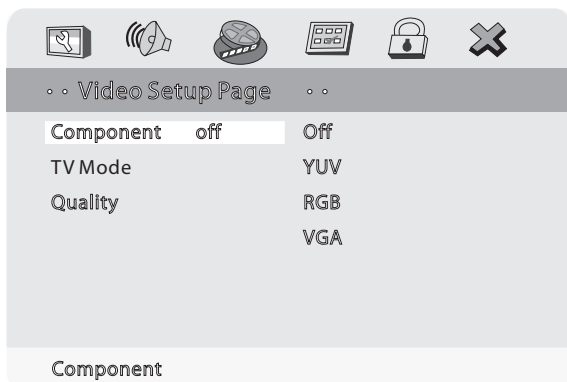 ◦ ◦ Video Setup Page ◦ ◦
Component off Off
TV Mode YUV
Quality RGB
VGA
Component